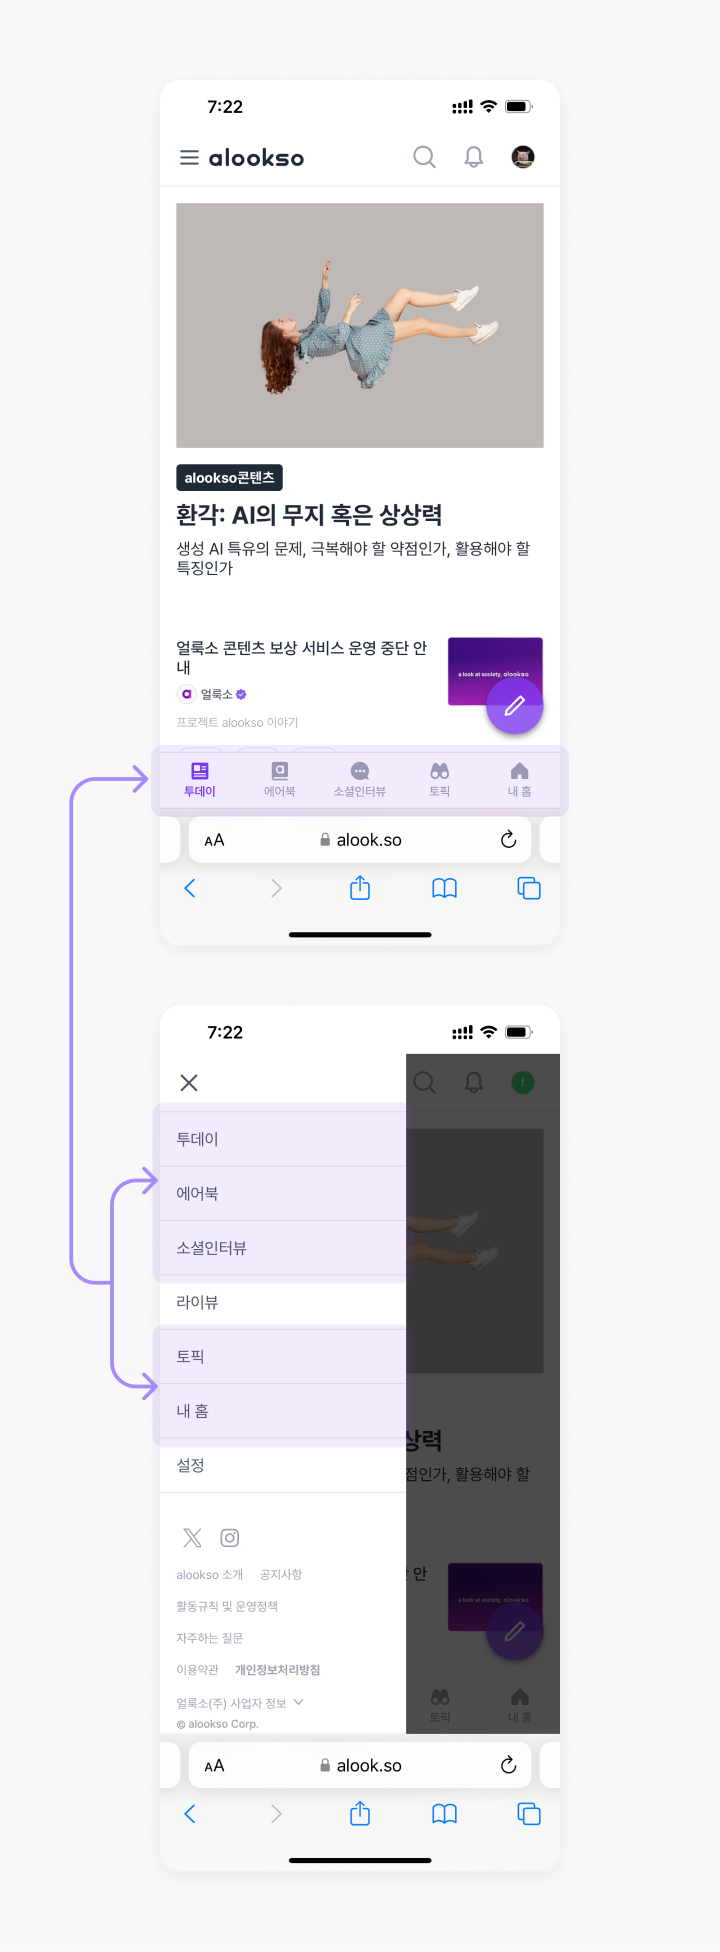 7:22
alookso
alookso콘텐츠
환각: AI의 무지 혹은 상상력
생성 AI 특유의 문제, 극복해야 할 약점인가, 활용해야 할
특징인가
얼룩소 콘텐츠 보상 서비스 운영 중단 안
내
a look at society, alookso
a 얼룩소
프로젝트 alookso 이야기
투데이 에어북 소셜인터뷰 토픽 내 홈
AA alook.so
7:22
f
투데이
에어북
소셜인터뷰
라이뷰
토픽
내 홈
설정
상력
점인가, 활용해야 할
안
a look at society, alookso
alookso 소개 공지사항
활동규칙 및 운영정책
자주하는 질문
이용약관 개인정보처리방침
얼룩소(주) 사업자 정보
© alookso Corp.
토픽 내 홈
AA alook.so